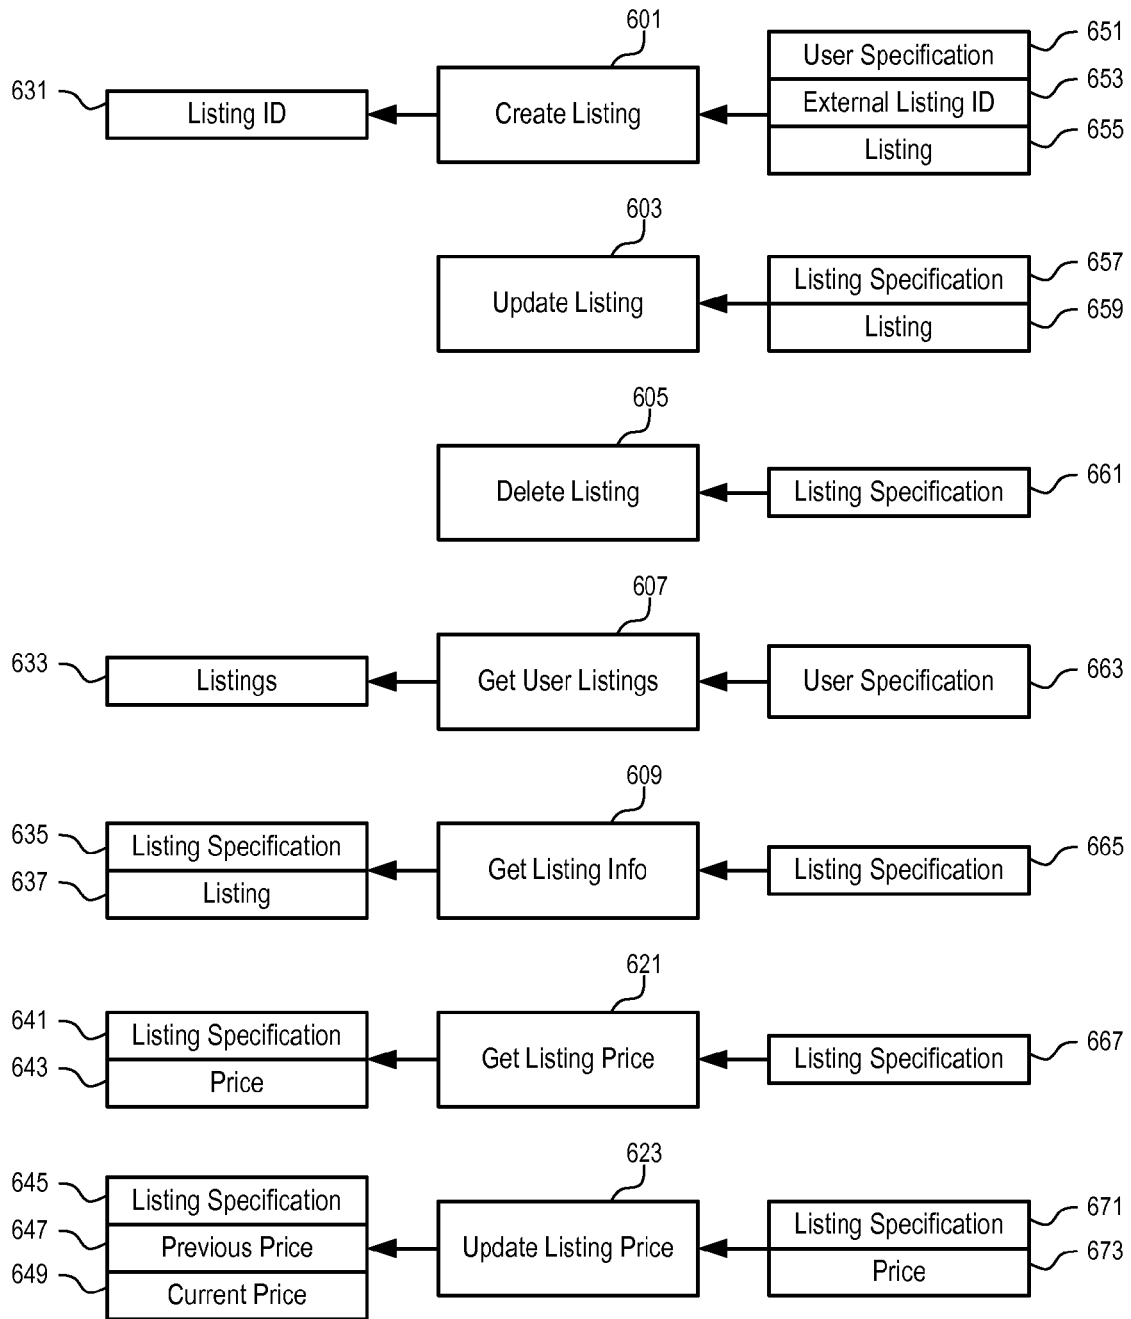 601
631
Listing ID
Create Listing
User Specification
651
External Listing ID
653
Listing
655
603
Update Listing
Listing Specification
657
Listing
659
605
Delete Listing
Listing Specification
661
607
633
Listings
Get User Listings
User Specification
663
609
635
Listing Specification
637
Listing
Get Listing Info
Listing Specification
665
621
641
Listing Specification
643
Price
Get Listing Price
Listing Specification
667
623
645
Listing Specification
647
Previous Price
649
Current Price
Update Listing Price
Listing Specification
671
Price
673